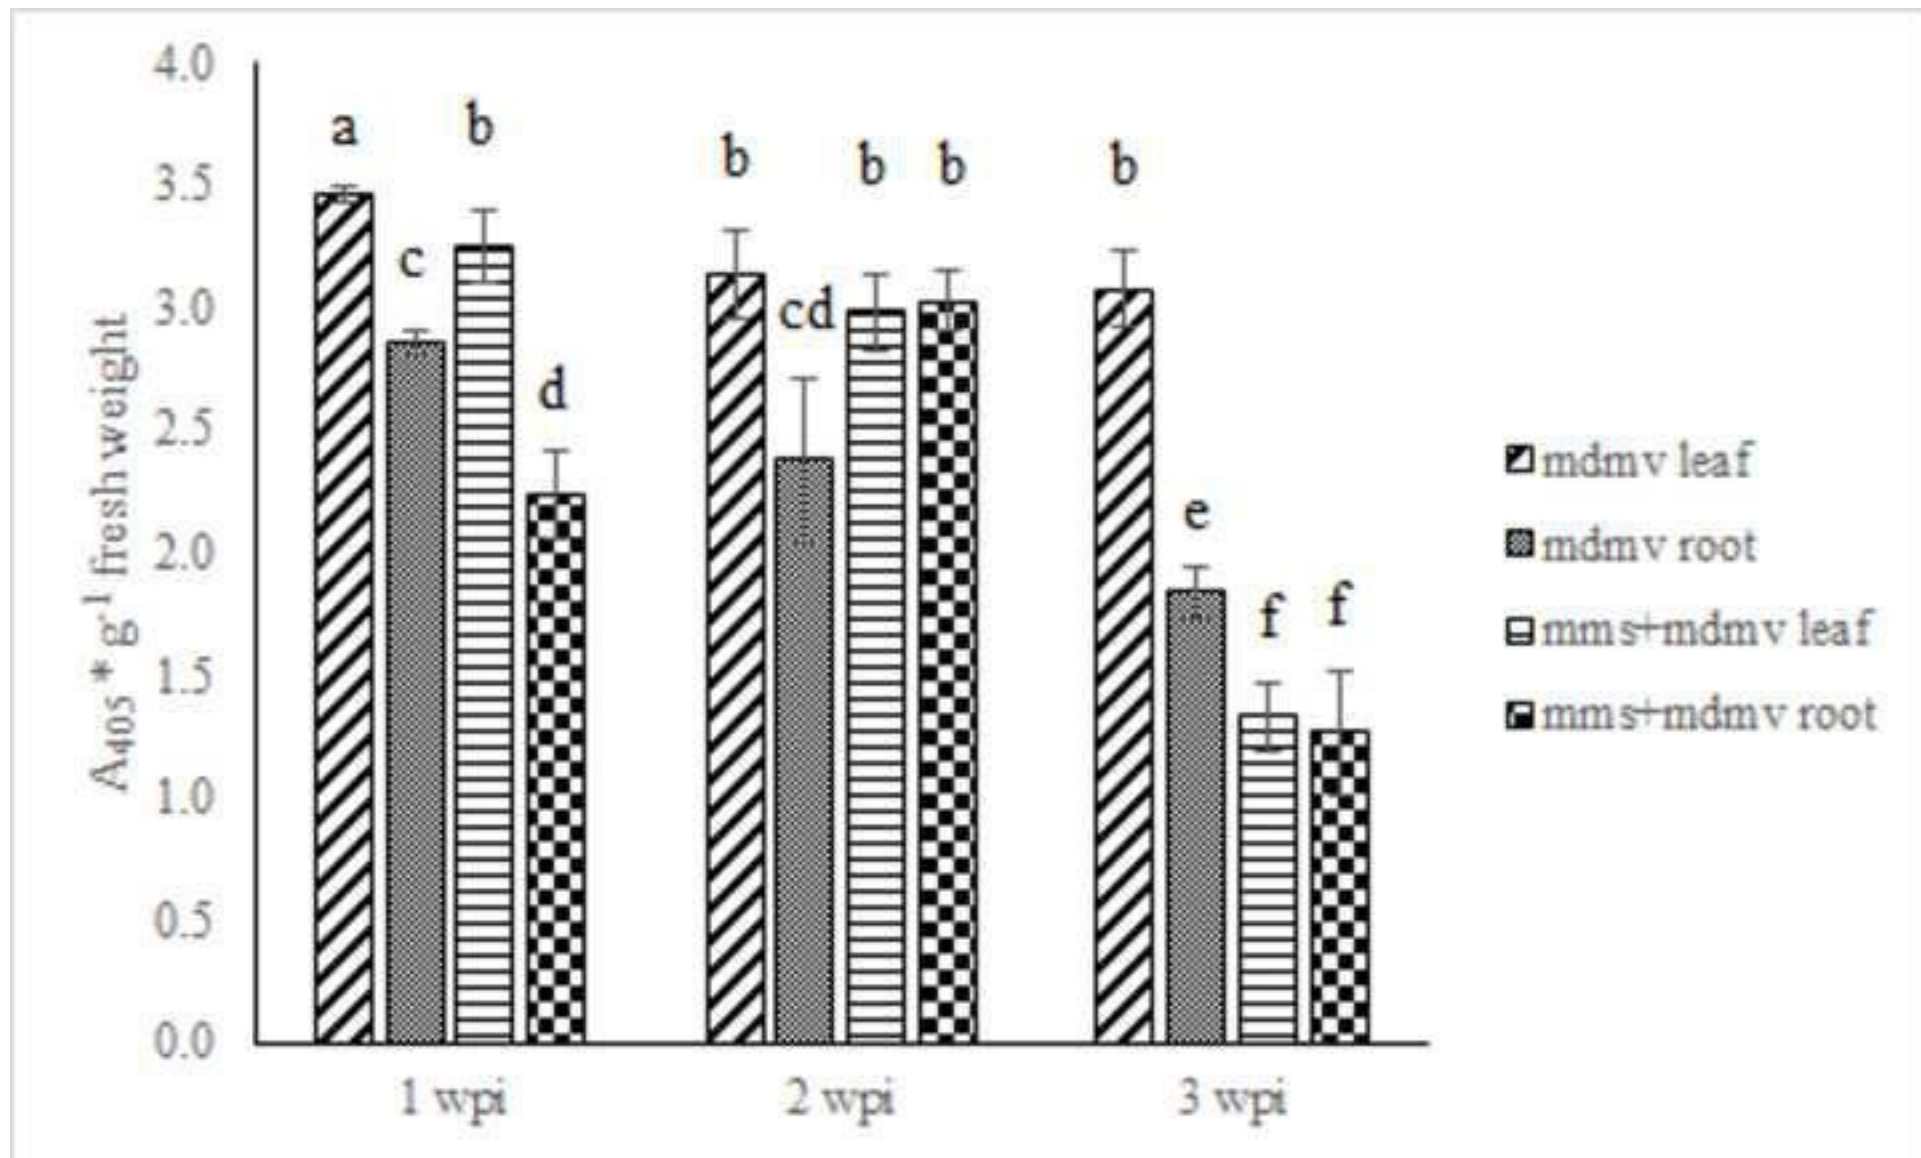 4.0
3.5
3.0
2.5
2.0
1.5
1.0
0.5
0.0
A405 * g-1 fresh weight
a
c
b
d
b
cd
b
b
b
e
f
f
1 wpi
2 wpi
3 wpi
mdmv leaf
mdmv root
mms+mdmv leaf
mms+mdmv root